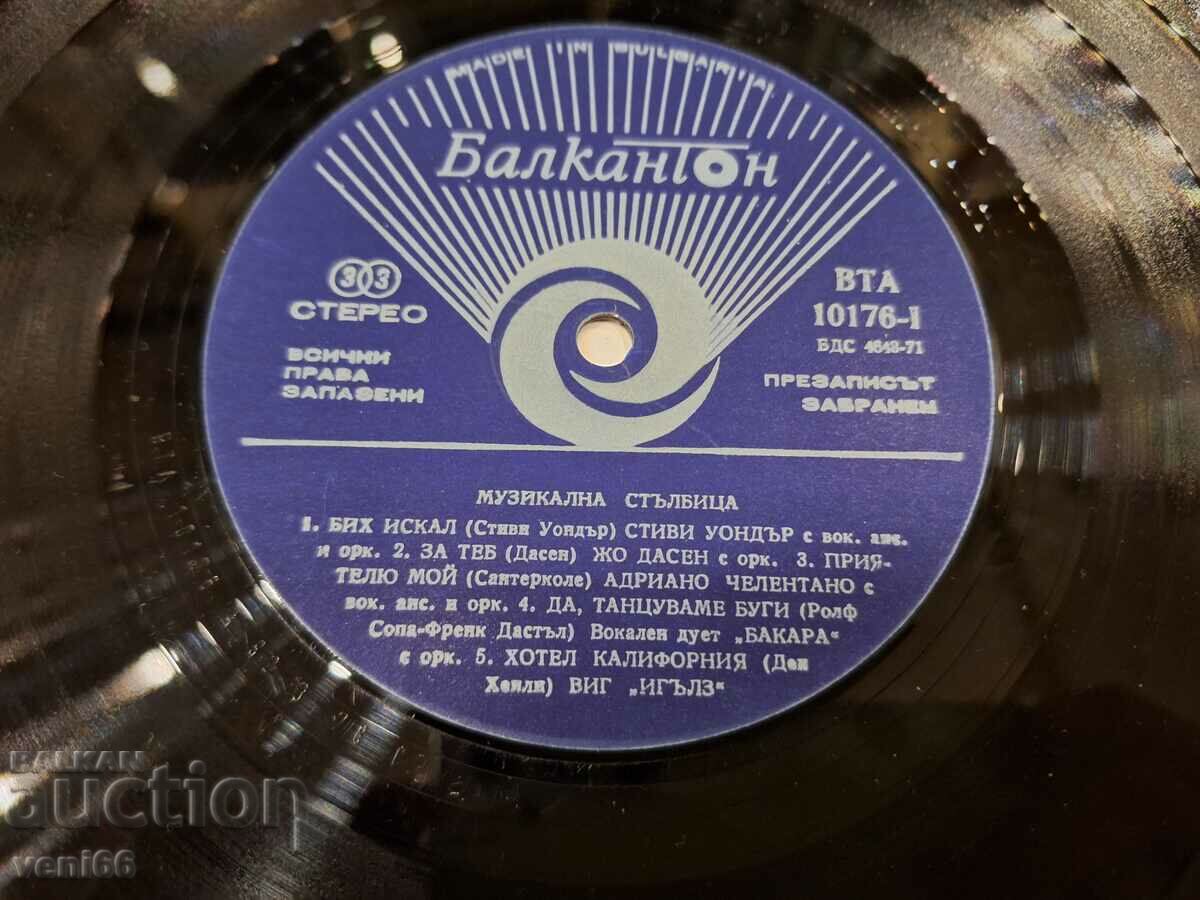 MADE IN BULGARIA
Балкантон
33
СТЕРЕО
ВСИЧКИ
ПРАВА
ЗАПАЗЕНИ
ВТА
10176-1
БДС 4643-71
ПРЕЗАПИСЪТ
ЗАБРАНЕН
МУЗИКАЛНА СТЪЛБИЦА
1. БИХ ИСКАЛ (Стиви Уондър) СТИВИ УОНДЪР с вок. анс.
и орк. 2. ЗА ТЕБ (Дасен) ЖО ДАСЕН с орк. 3. ПРИЯ-
ТЕЛЮ МОЙ (Сантерколе) АДРИАНО ЧЕЛЕНТАНО с
вок. анс. и орк. 4. ДА, ТАНЦУВАМЕ БУГИ (Ролф
Сопа-Френк Дастъл) Вокален дует „БАКАРА“
с орк. 5. ХОТЕЛ КАЛИФОРНИЯ (Ден
Хенли) ВИГ „ИГЪЛЗ“
BALKAN
auction
veni66